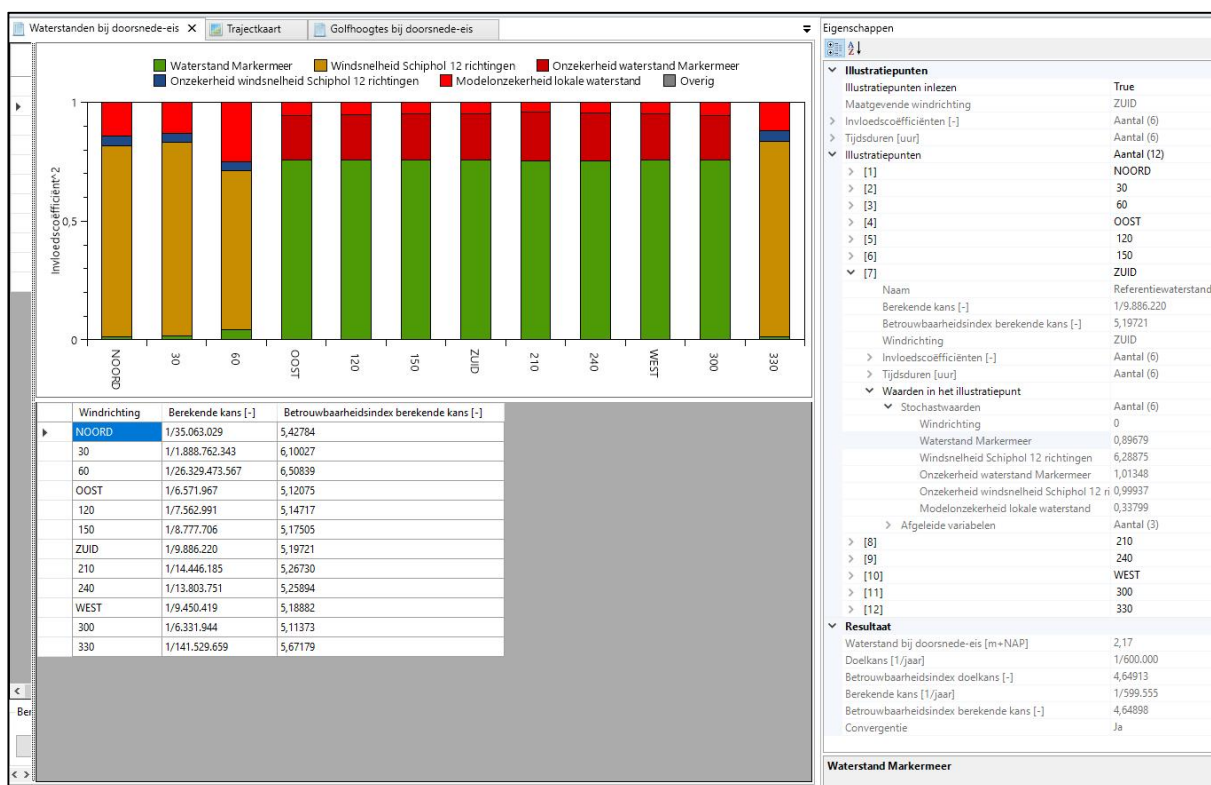 Waterstanden bij doorsnede-eis X Trajectkaart Golfhoogtes bij doorsnede-eis
Waterstand Markermeer Windsnelheid Schiphol 12 richtingen Onzekerheid waterstand Markermeer
Onzekerheid windsnelheid Schiphol 12 richtingen Modelonzekerheid lokale waterstand Overig
Invloedscoëfficiënt^2
1
0,5
0
NOORD 30 60 OOST 120 150 ZUID 210 240 WEST 300 330
Windrichting Berekende kans [-] Betrouwbaarheidsindex berekende kans [-]
NOORD 1/35.063.029 5,42784
30 1/1.888.762.343 6,10027
60 1/26.329.473.567 6,50839
OOST 1/6.571.967 5,12075
120 1/7.562.991 5,14717
150 1/8.777.706 5,17505
ZUID 1/9.886.220 5,19721
210 1/14.446.185 5,26730
240 1/13.803.751 5,25894
WEST 1/9.450.419 5,18882
300 1/6.331.944 5,11373
330 1/141.529.659 5,67179
Ber
Eigenschappen
Illustratiepunten
Illustratiepunten inlezen True
Maatgevende windrichting ZUID
Invloedscoëfficiënten [-] Aantal (6)
Tijdsduren [uur] Aantal (6)
Illustratiepunten Aantal (12)
[1] NOORD
[2] 30
[3] 60
[4] OOST
[5] 120
[6] 150
[7] ZUID
Naam Referentiewaterstand
Berekende kans [-] 1/9.886.220
Betrouwbaarheidsindex berekende kans [-] 5,19721
Windrichting ZUID
Invloedscoëfficiënten [-] Aantal (6)
Tijdsduren [uur] Aantal (6)
Waarden in het illustratiepunt
Stochastwaarden Aantal (6)
Windrichting 0
Waterstand Markermeer 0,89679
Windsnelheid Schiphol 12 richtingen 6,28875
Onzekerheid waterstand Markermeer 1,01348
Onzekerheid windsnelheid Schiphol 12 ri 0,99937
Modelonzekerheid lokale waterstand 0,33799
Afgeleide variabelen Aantal (3)
[8] 210
[9] 240
[10] WEST
[11] 300
[12] 330
Resultaat
Waterstand bij doorsnede-eis [m+NAP] 2,17
Doelkans [1/jaar] 1/600.000
Betrouwbaarheidsindex doelkans [-] 4,64913
Berekende kans [1/jaar] 1/599.555
Betrouwbaarheidsindex berekende kans [-] 4,64898
Convergentie Ja
Waterstand Markermeer